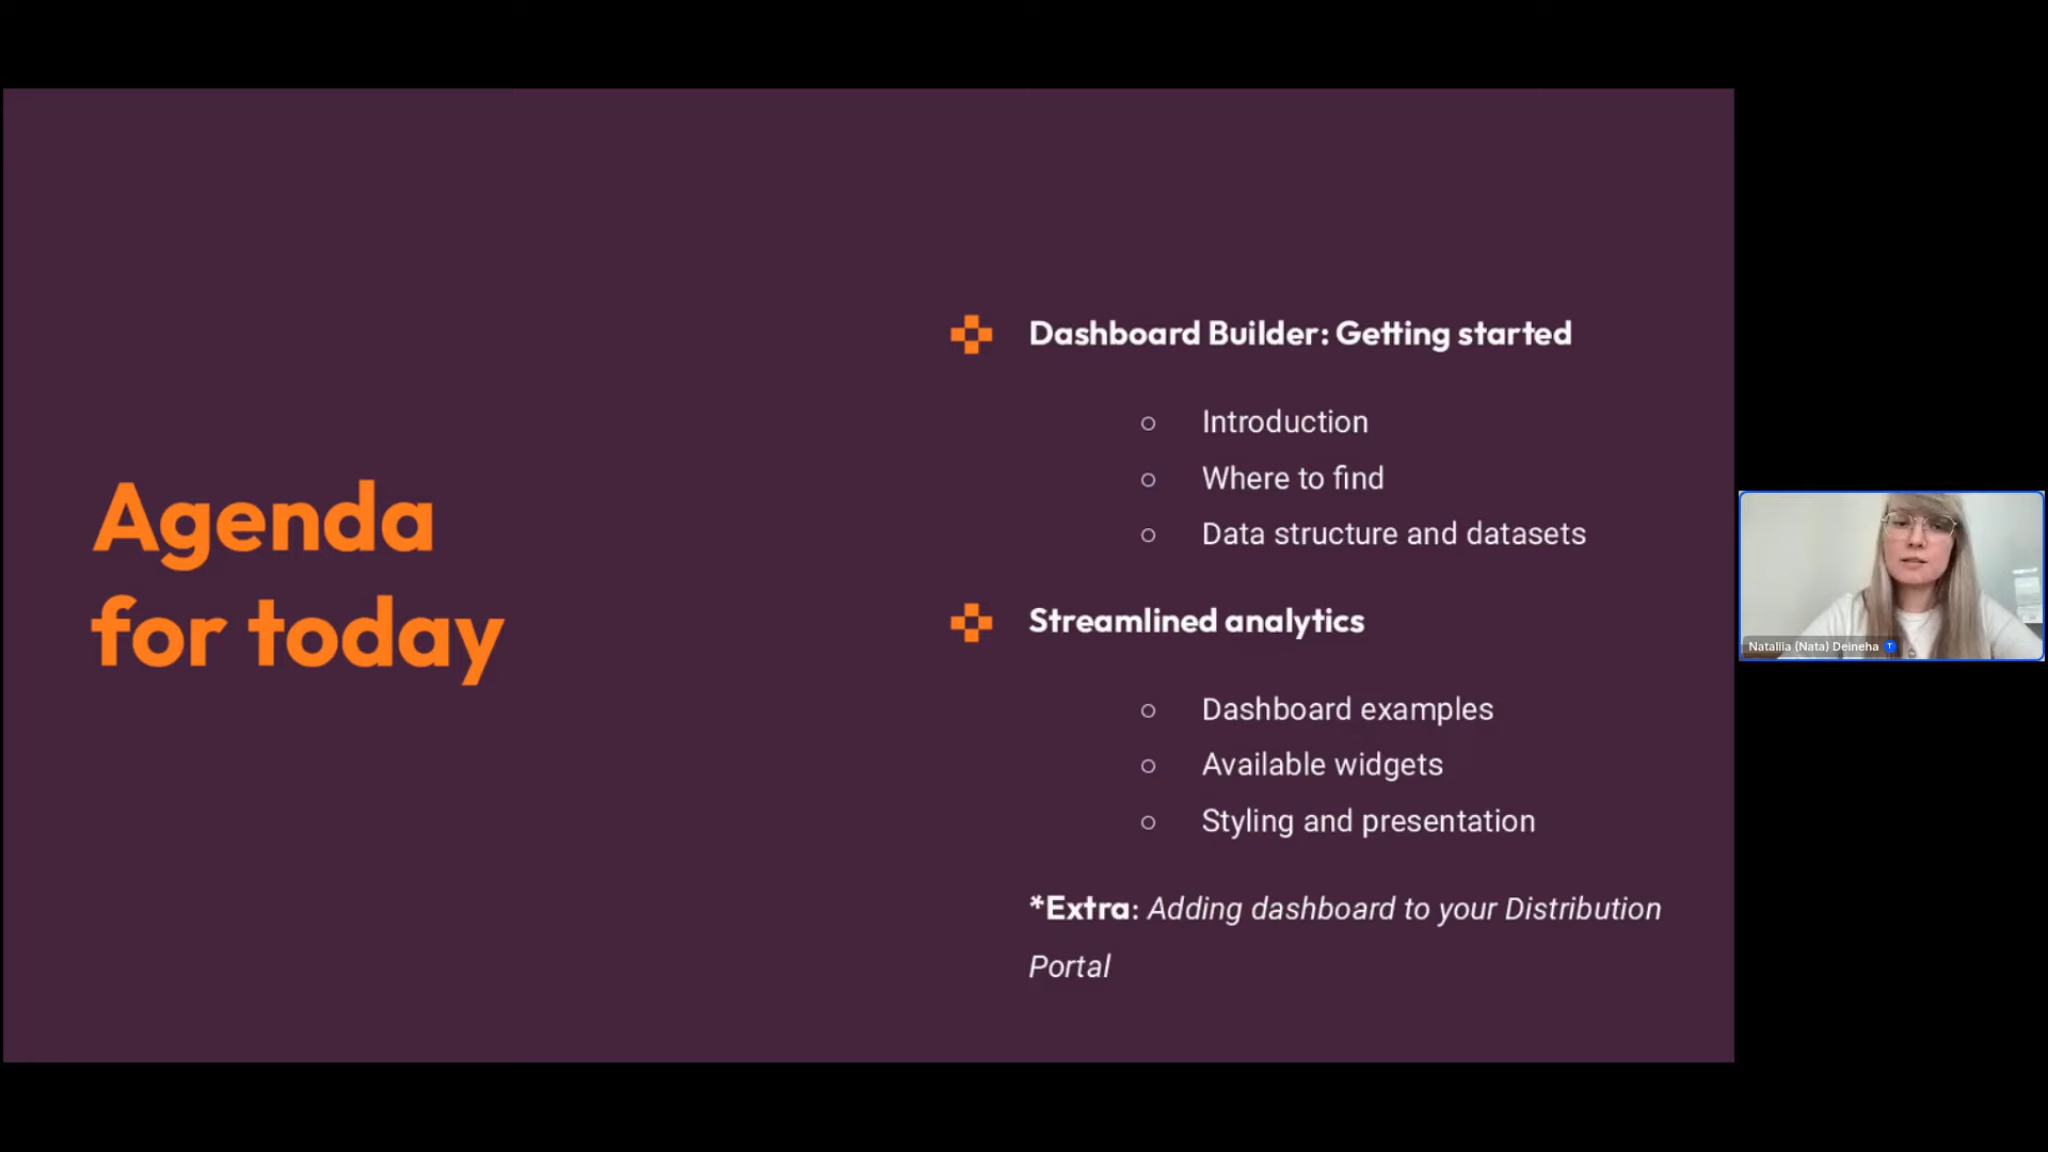 Agenda
for today
Dashboard Builder: Getting started
Introduction
Where to find
Data structure and datasets
Streamlined analytics
Dashboard examples
Available widgets
Styling and presentation
*Extra: Adding dashboard to your Distribution
Portal
Nataliia (Nata) Deineha